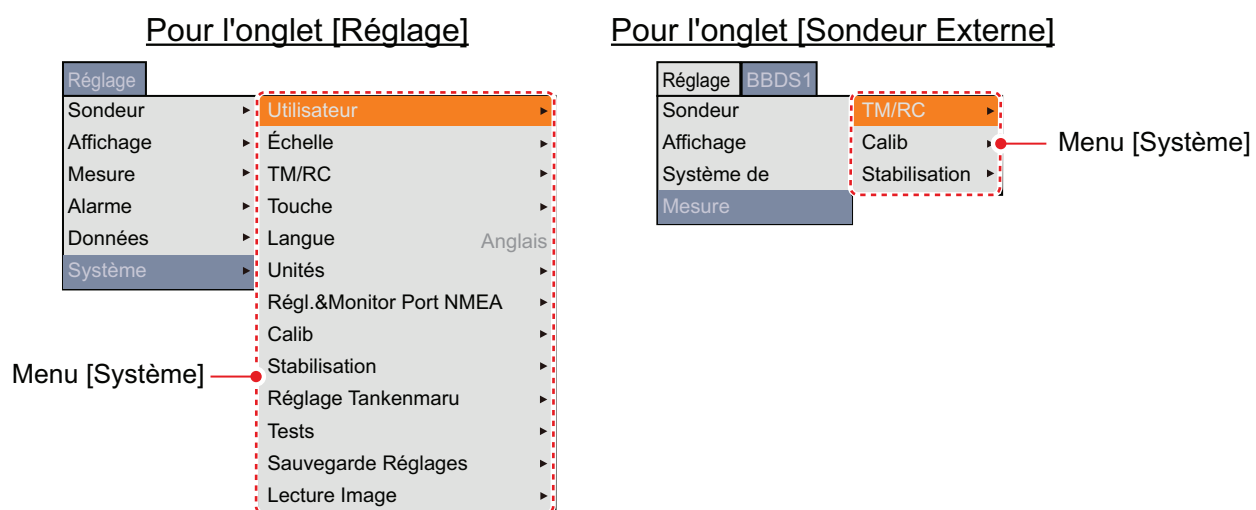 Pour l'onglet [Réglage]
Réglage
Sondeur
Affichage
Mesure
Alarme
Données
Système
Utilisateur
Échelle
TM/RC
Touche
Langue Anglais
Unités
Régl.&Monitor Port NMEA
Calib
Stabilisation
Réglage Tankenmaru
Tests
Sauvegarde Réglages
Lecture Image
Menu [Système]
Pour l'onglet [Sondeur Externe]
Réglage BBDS1
Sondeur
Affichage
Système de
Mesure
TM/RC
Calib
Stabilisation
Menu [Système]